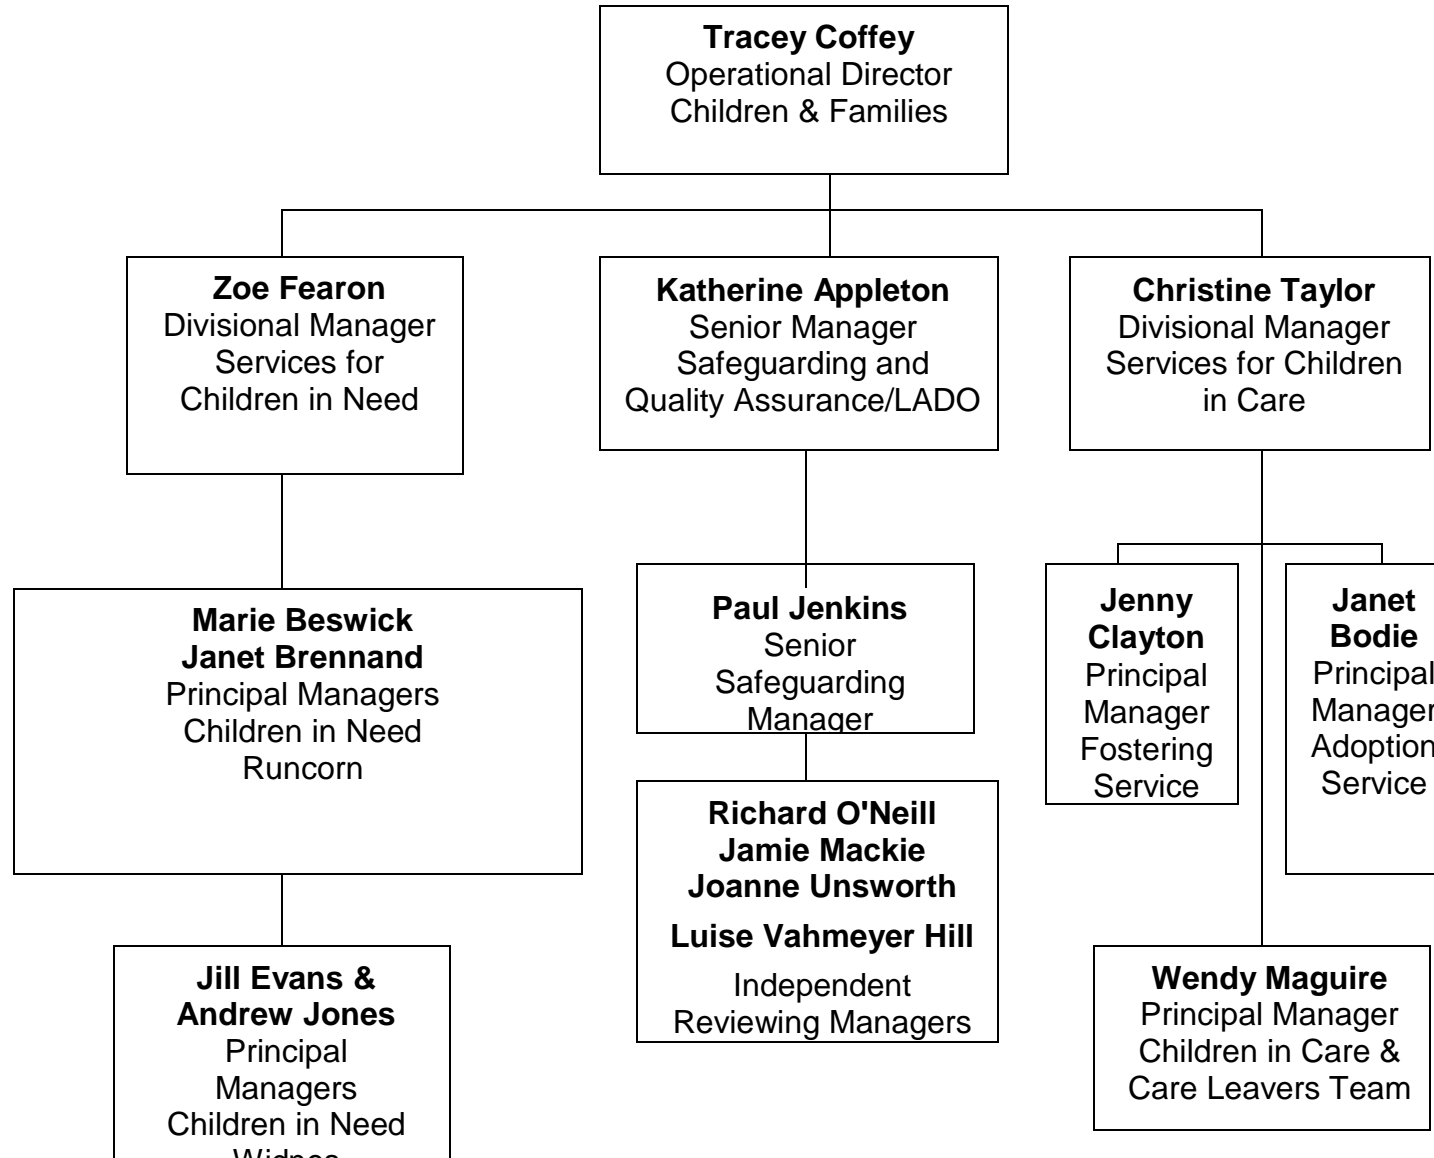 Tracey Coffey
Operational Director
Children & Families
Zoe Fearon
Divisional Manager
Services for
Children in Need
Katherine Appleton
Senior Manager
Safeguarding and
Quality Assurance/LADO
Christine Taylor
Divisional Manager
Services for Children
in Care
Marie Beswick
Janet Brennand
Principal Managers
Children in Need
Runcorn
Paul Jenkins
Senior
Safeguarding
Manager
Jenny
Clayton
Principal
Manager
Fostering
Service
Janet
Bodie
Principal
Manager
Adoption
Service
Richard O'Neill
Jamie Mackie
Joanne Unsworth
Luise Vahmeyer Hill
Independent
Reviewing Managers
Jill Evans &
Andrew Jones
Principal
Managers
Children in Need
Widnes
Wendy Maguire
Principal Manager
Children in Care &
Care Leavers Team